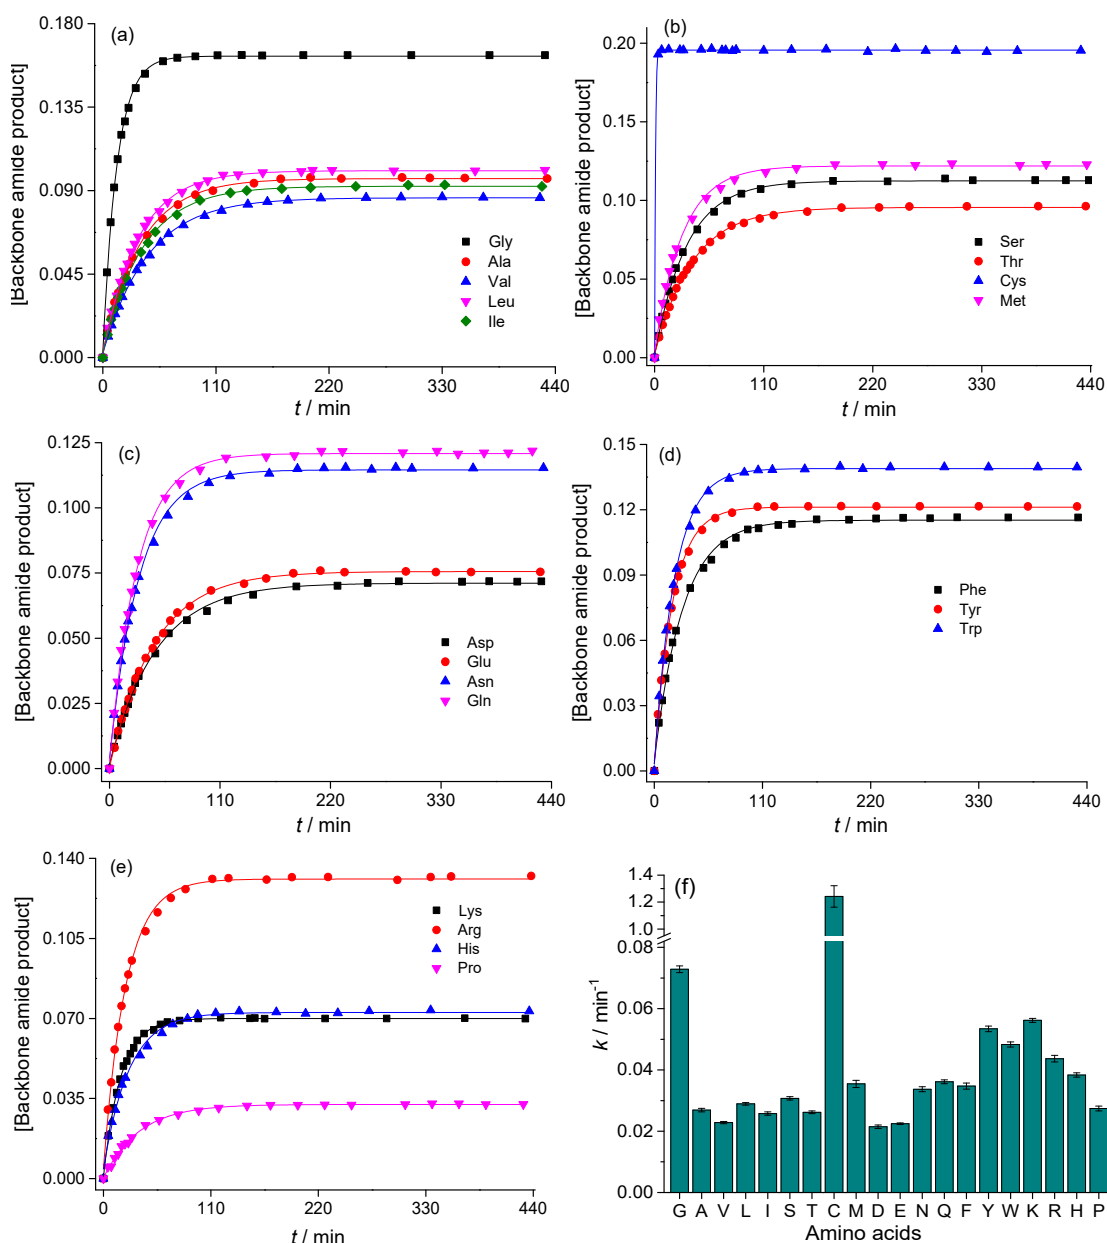 (a)
[Backbone amide product]
0.180
0.135
0.090
0.045
0.000
Gly
Ala
Val
Leu
Ile
0 110 220 330 440
t / min
(b)
[Backbone amide product]
0.20
0.15
0.10
0.05
0.00
Ser
Thr
Cys
Met
0 110 220 330 440
t / min
(c)
[Backbone amide product]
0.125
0.100
0.075
0.050
0.025
0.000
Asp
Glu
Asn
Gln
0 110 220 330 440
t / min
(d)
[Backbone amide product]
0.15
0.12
0.09
0.06
0.03
0.00
Phe
Tyr
Trp
0 110 220 330 440
t / min
(e)
[Backbone amide product]
0.140
0.105
0.070
0.035
0.000
Lys
Arg
His
Pro
0 110 220 330 440
t / min
(f)
k / min⁻¹
1.4
1.2
1.0
0.08
0.06
0.04
0.02
0.00
G A V L I S T C M D E N Q F Y W K R H P
Amino acids